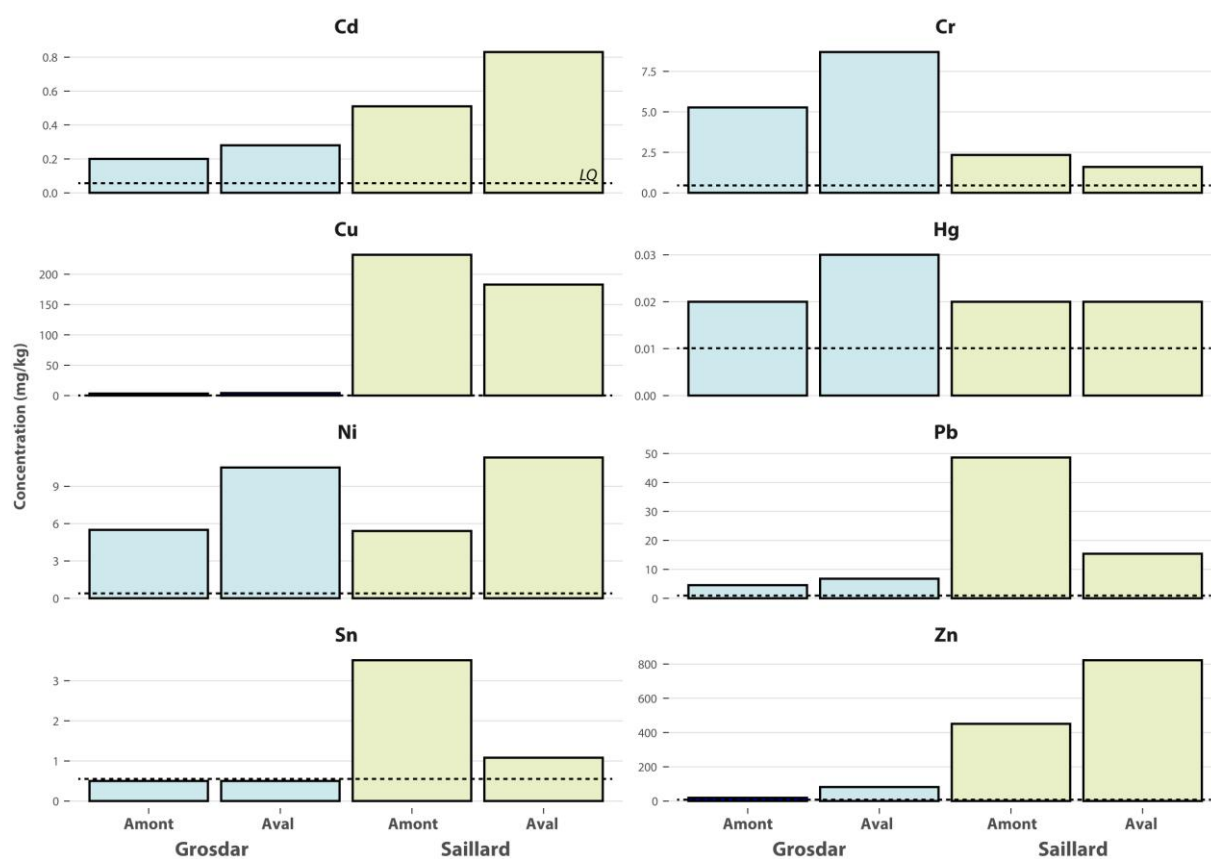 Cd
0.8
0.6
0.4
0.2
0.0
LQ
Cr
7.5
5.0
2.5
0.0
Cu
200
150
100
50
0
Hg
0.03
0.02
0.01
0.00
Ni
9
6
3
0
Pb
50
40
30
20
10
0
Sn
3
2
1
0
Zn
800
600
400
200
0
Concentration (mg/kg)
Amont Aval Amont Aval
Grosdar Saillard
Amont Aval Amont Aval
Grosdar Saillard